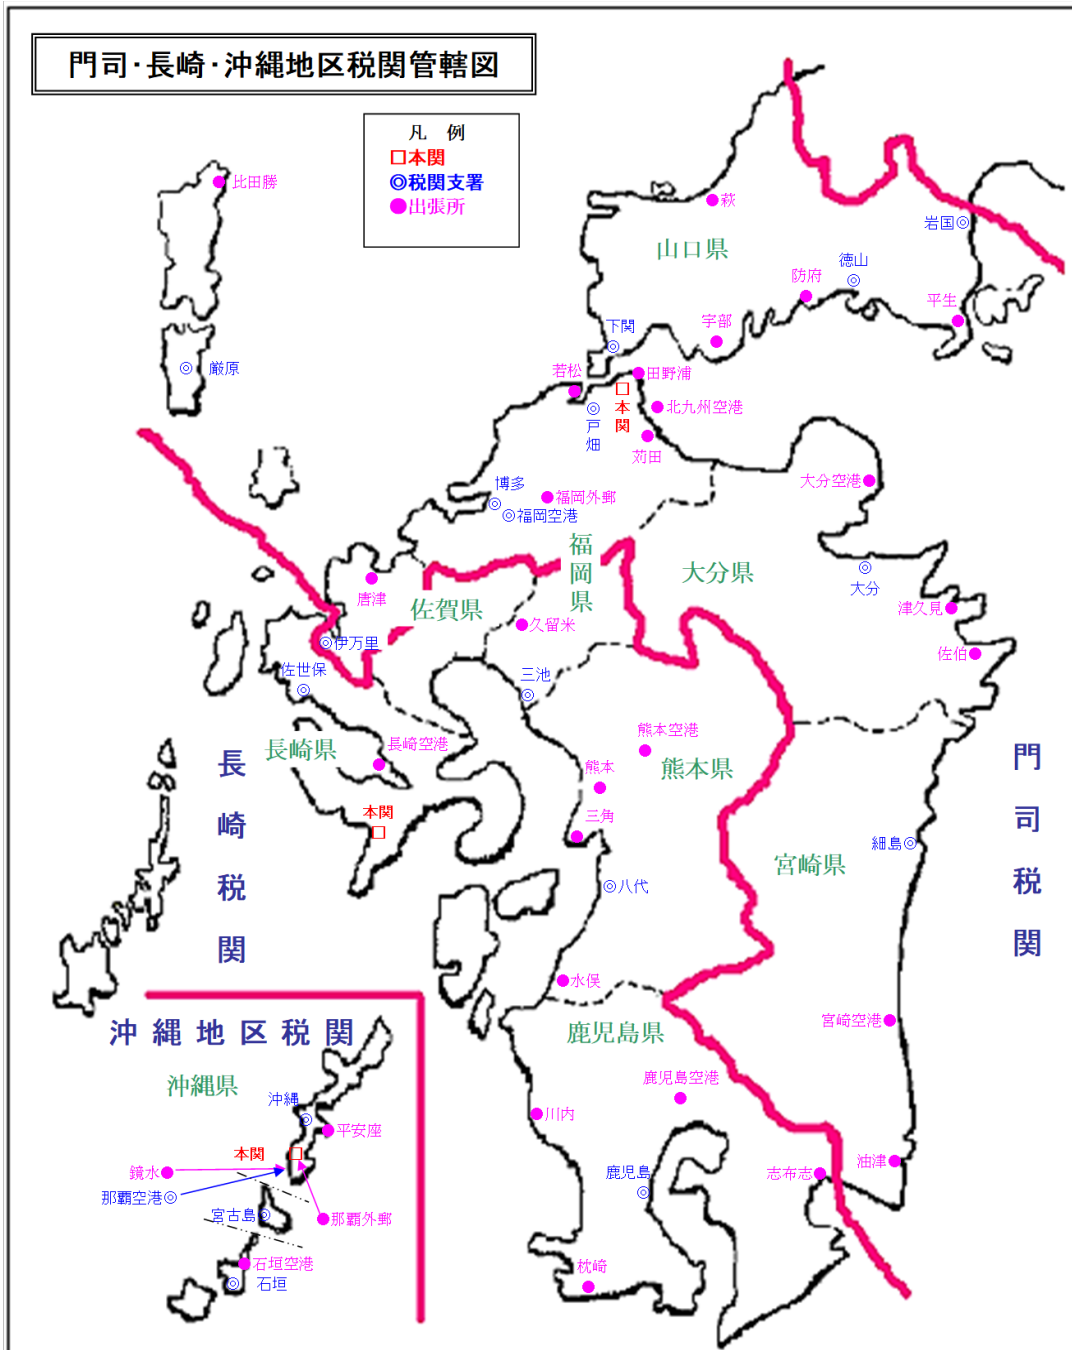 門司・長崎・沖縄地区税関管轄図
凡　例
□本関
◎税関支署
●出張所
比田勝
厳原
萩
山口県
岩国◎
徳山
防府
平生
宇部
下関
若松
田野浦
□本関
北九州空港
戸畑
苅田
博多
福岡外郵
◎福岡空港
大分空港
福岡県
大分県
大分
唐津
佐賀県
久留米
津久見
佐伯
◎伊万里
佐世保
三池
長崎県
長崎空港
熊本空港
熊本県
熊本
本関
三角
長崎税関
門司税関
宮崎県
細島◎
◎八代
水俣
宮崎空港
鹿児島県
鹿児島空港
川内
鹿児島
志布志
油津
枕崎
沖縄地区税関
沖縄県
沖縄
平安座
本関
鏡水
那覇空港◎
宮古島
那覇外郵
石垣空港
石垣